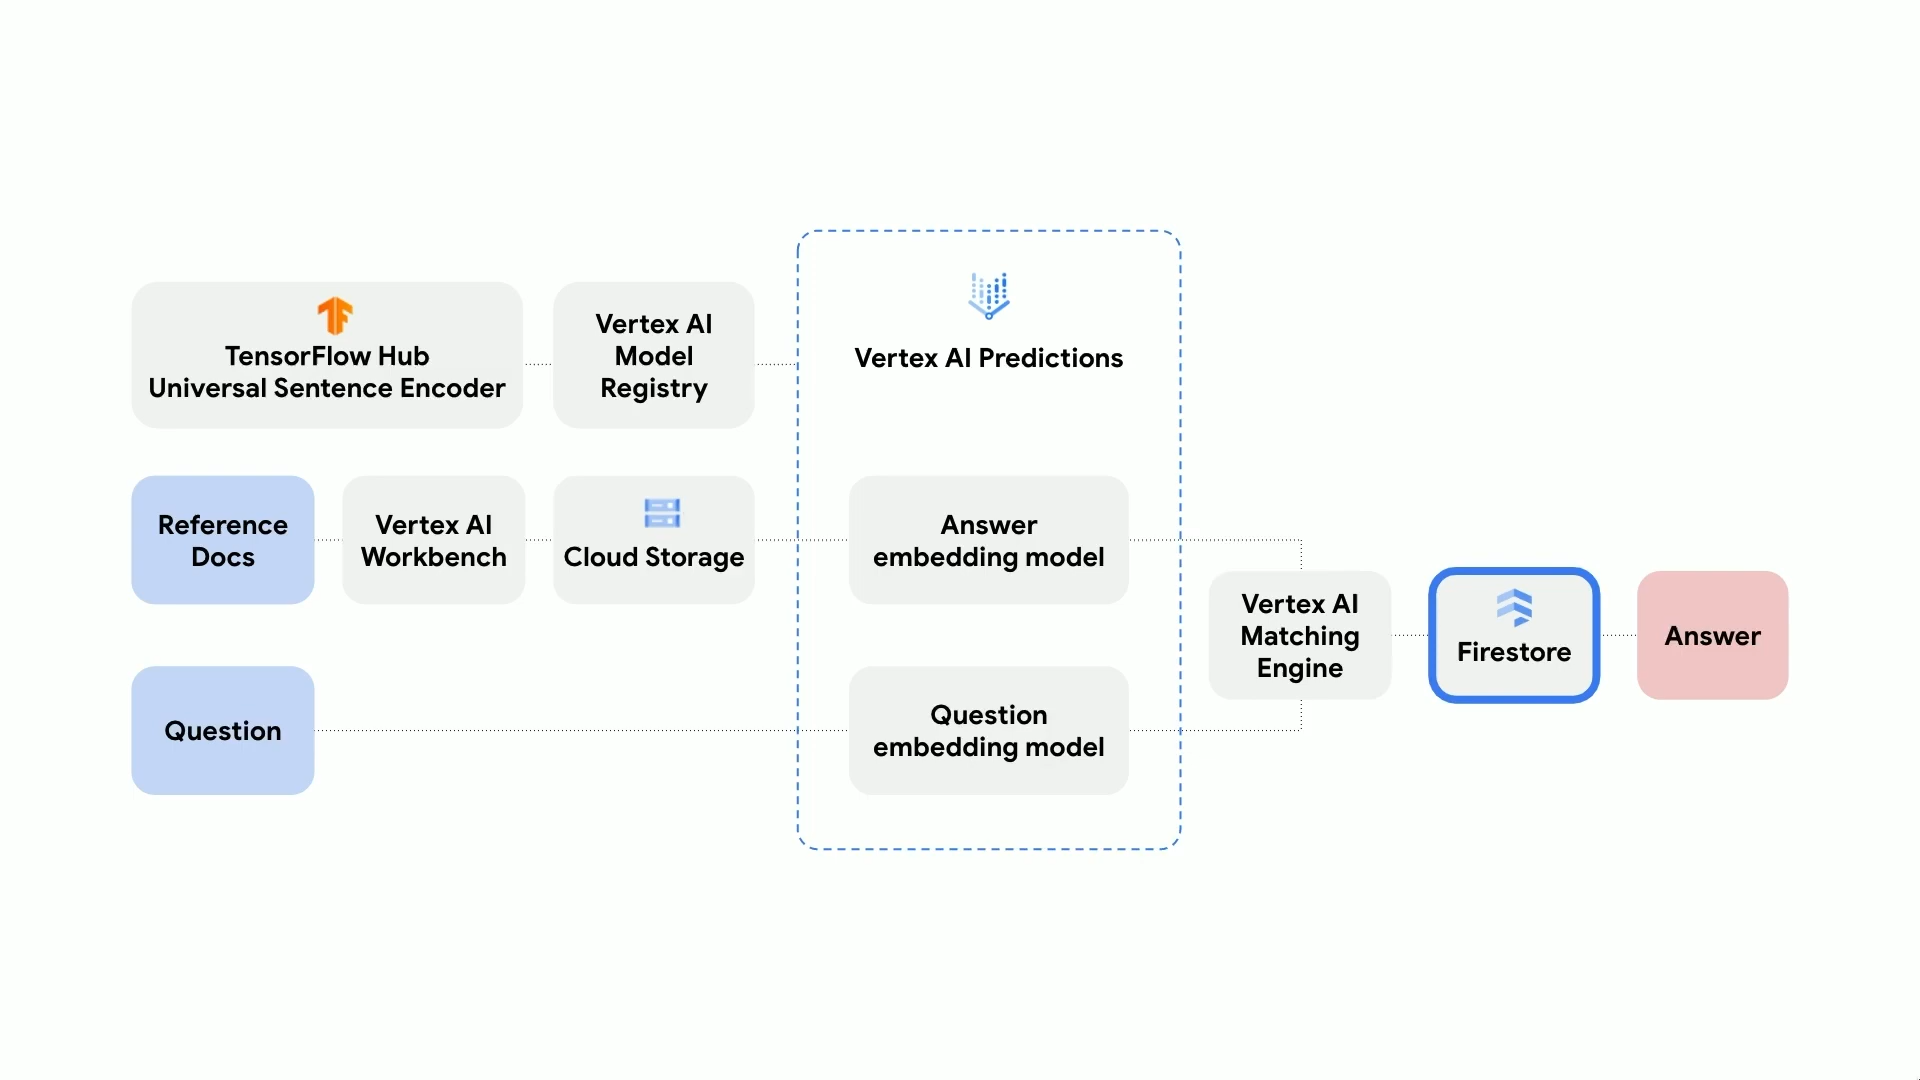 TensorFlow Hub
Universal Sentence Encoder
Vertex AI
Model
Registry
Vertex AI Predictions
Reference
Docs
Vertex AI
Workbench
Cloud Storage
Answer
embedding model
Question
Question
embedding model
Vertex AI
Matching
Engine
Firestore
Answer